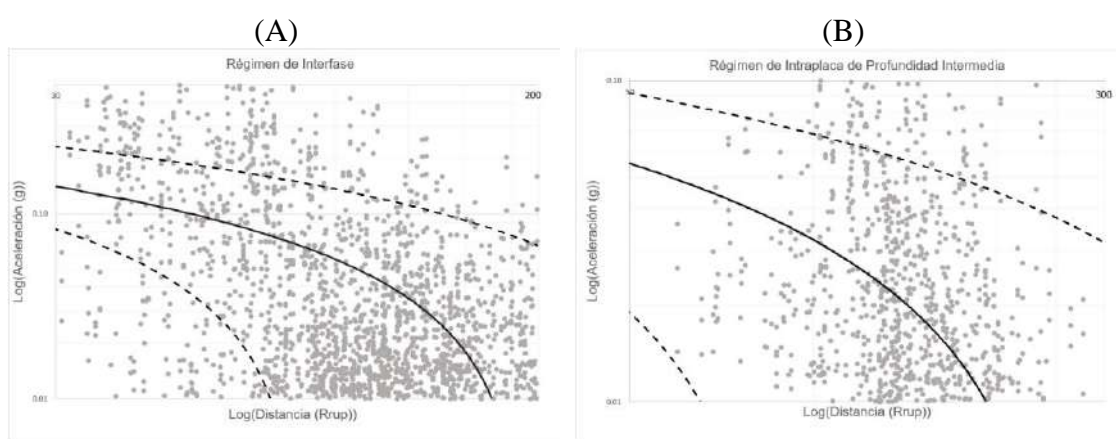 (A)
(B)
Régimen de Interfase
Régimen de Intraplaca de Profundidad Intermedia
200
0.10
0.01
Log(Aceleración (g))
Log(Distancia (Rrup))
0.10
300
0.01
Log(Aceleración (g))
Log(Distancia (Rrup))